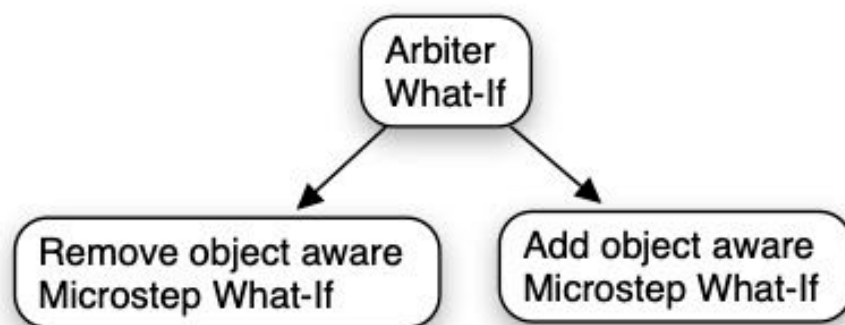 Arbiter
What-If
Remove object aware
Microstep What-If
Add object aware
Microstep What-If